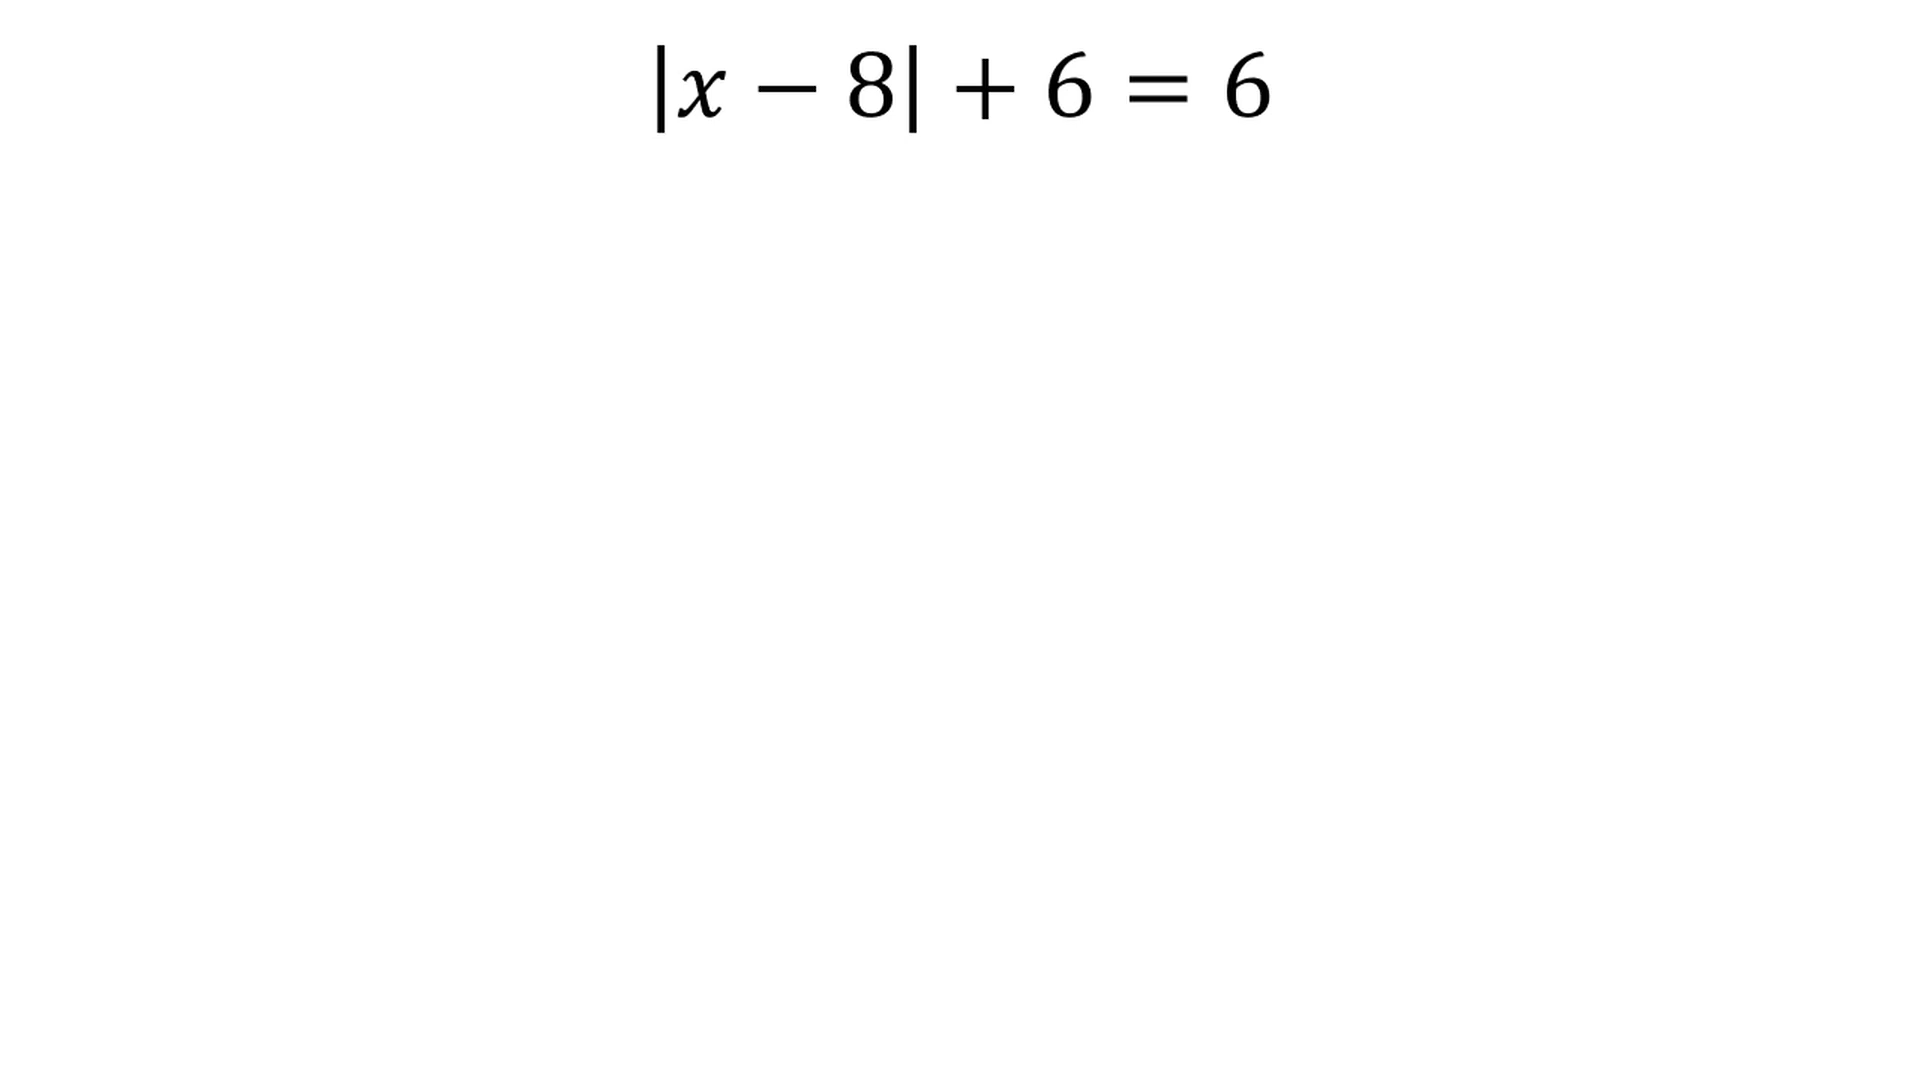 |x − 8| + 6 = 6